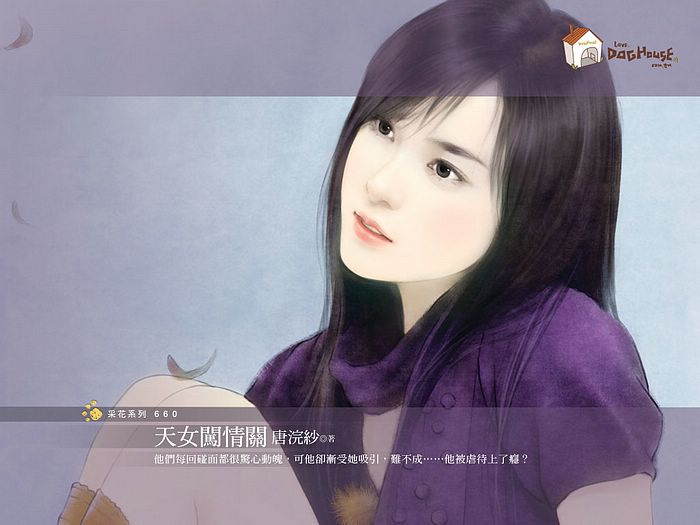 Love.
DOGHOUSE
com.tw
采花系列 660
天女闖情關 唐浣紗◎著
他們每回碰面都很驚心動魄，可他卻漸受她吸引，難不成……他被虐待上了癮？